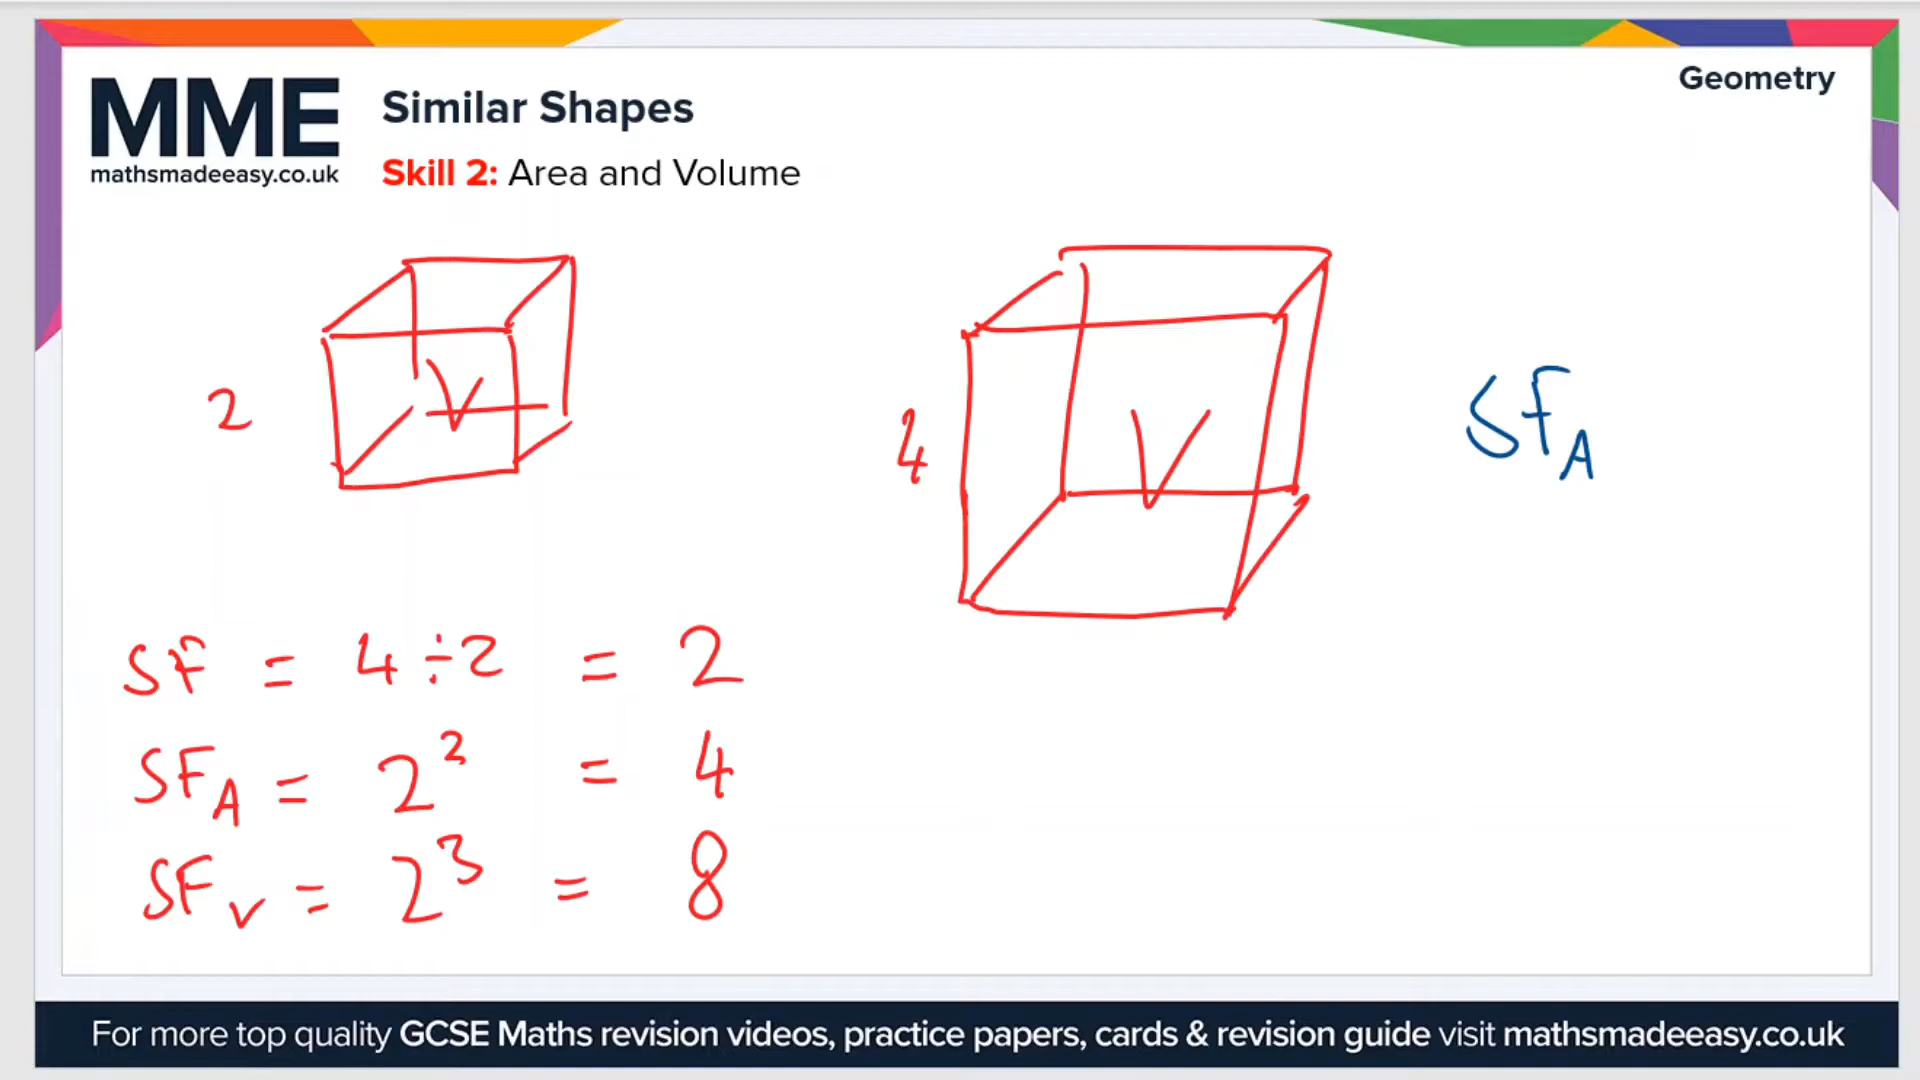 MME
mathsmadeeasy.co.uk
Similar Shapes
Skill 2: Area and Volume
Geometry
2
V
4
V
SFA
SF = 4 ÷ 2 = 2
SFA = 2² = 4
SFV = 2³ = 8
For more top quality GCSE Maths revision videos, practice papers, cards & revision guide visit mathsmadeeasy.co.uk